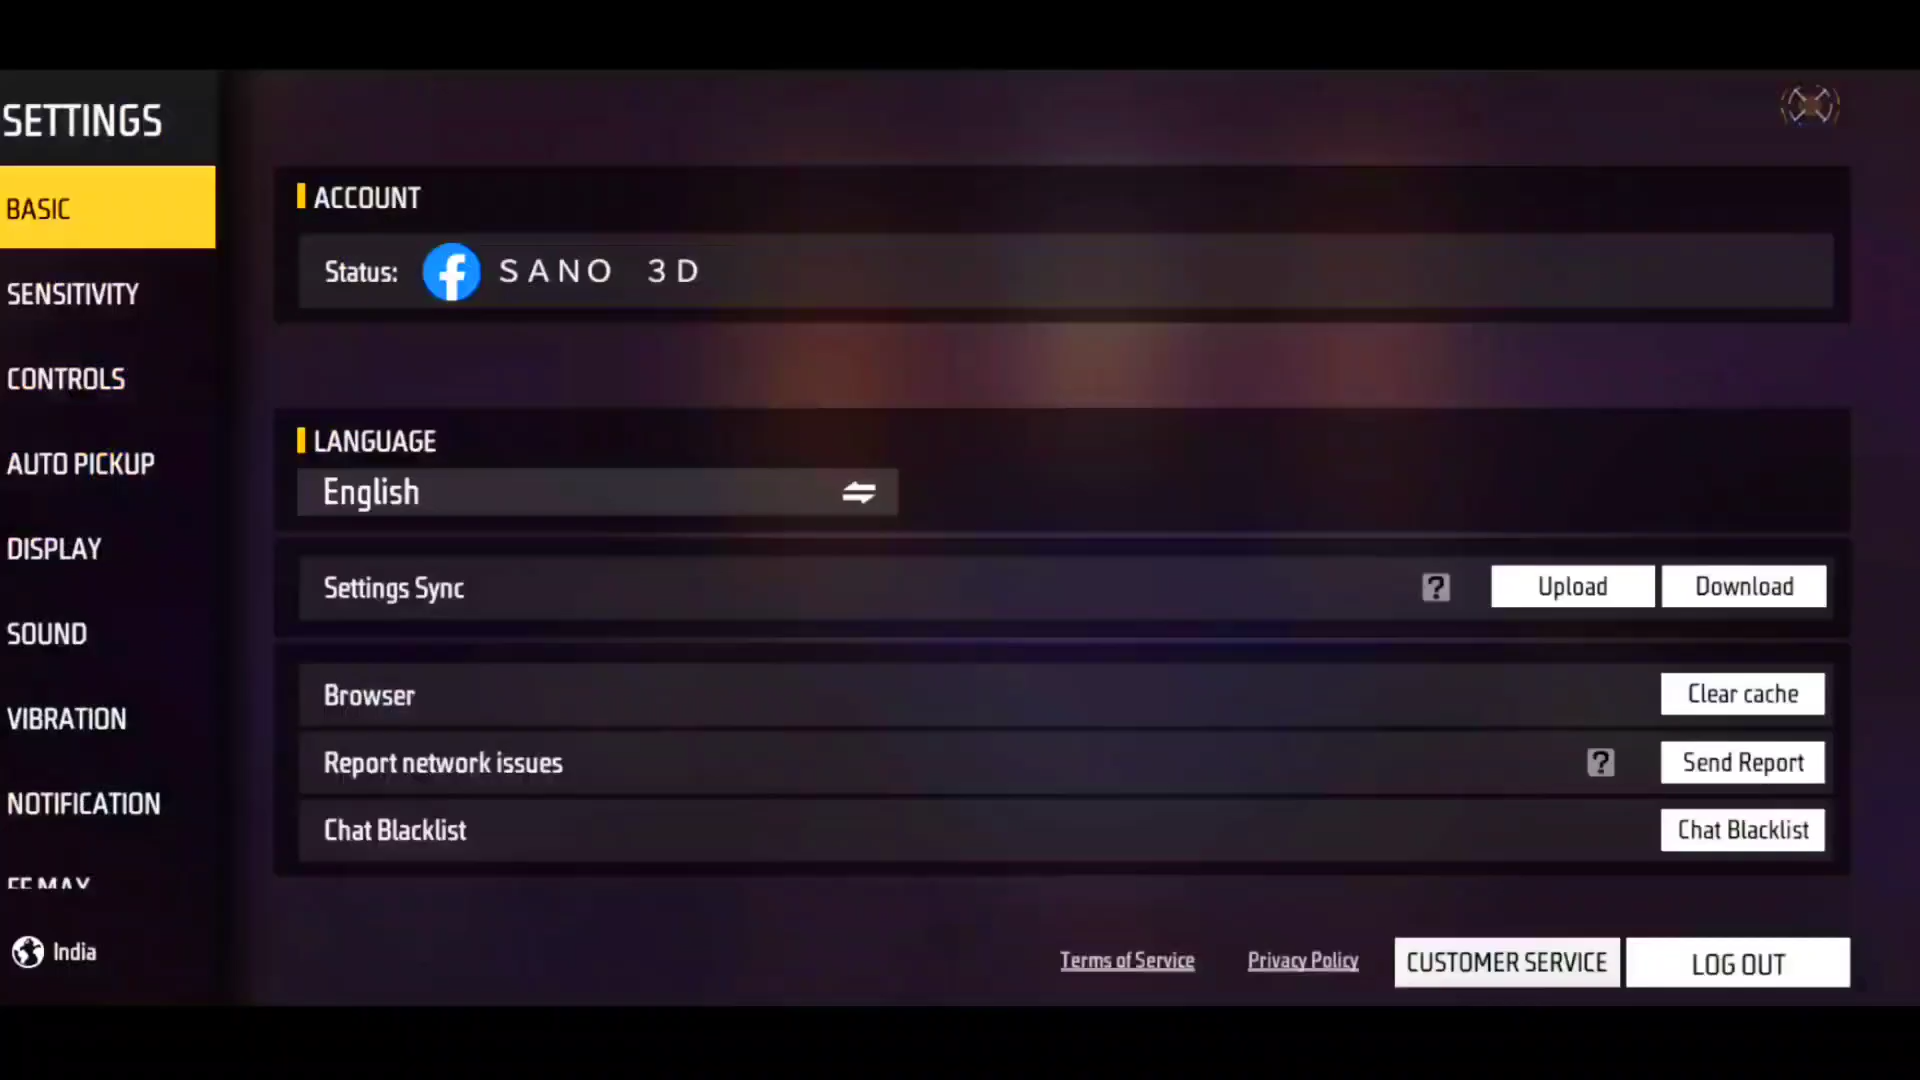 SETTINGS
BASIC
SENSITIVITY
CONTROLS
AUTO PICKUP
DISPLAY
SOUND
VIBRATION
NOTIFICATION
FF MAX
India
ACCOUNT
Status: SANO 3D
LANGUAGE
English
Settings Sync ? Upload Download
Browser Clear cache
Report network issues ? Send Report
Chat Blacklist Chat Blacklist
Terms of Service Privacy Policy CUSTOMER SERVICE LOG OUT